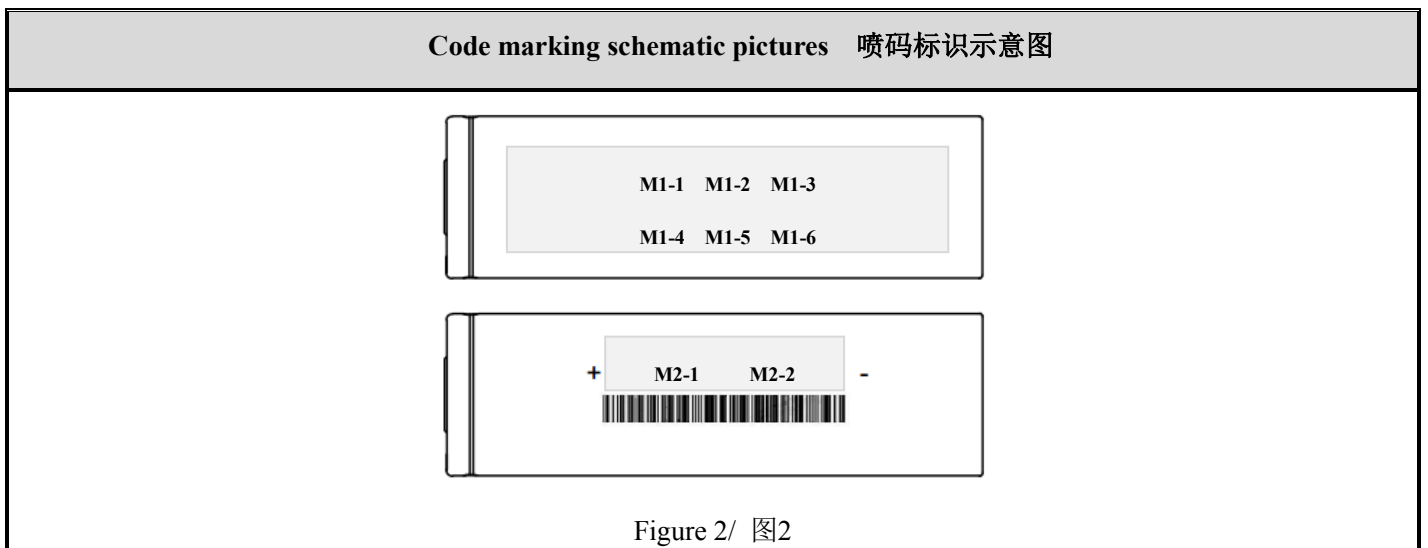 Code marking schematic pictures 喷码标识示意图
M1-1 M1-2 M1-3
M1-4 M1-5 M1-6
+ M2-1 M2-2 -
Figure 2/ 图2